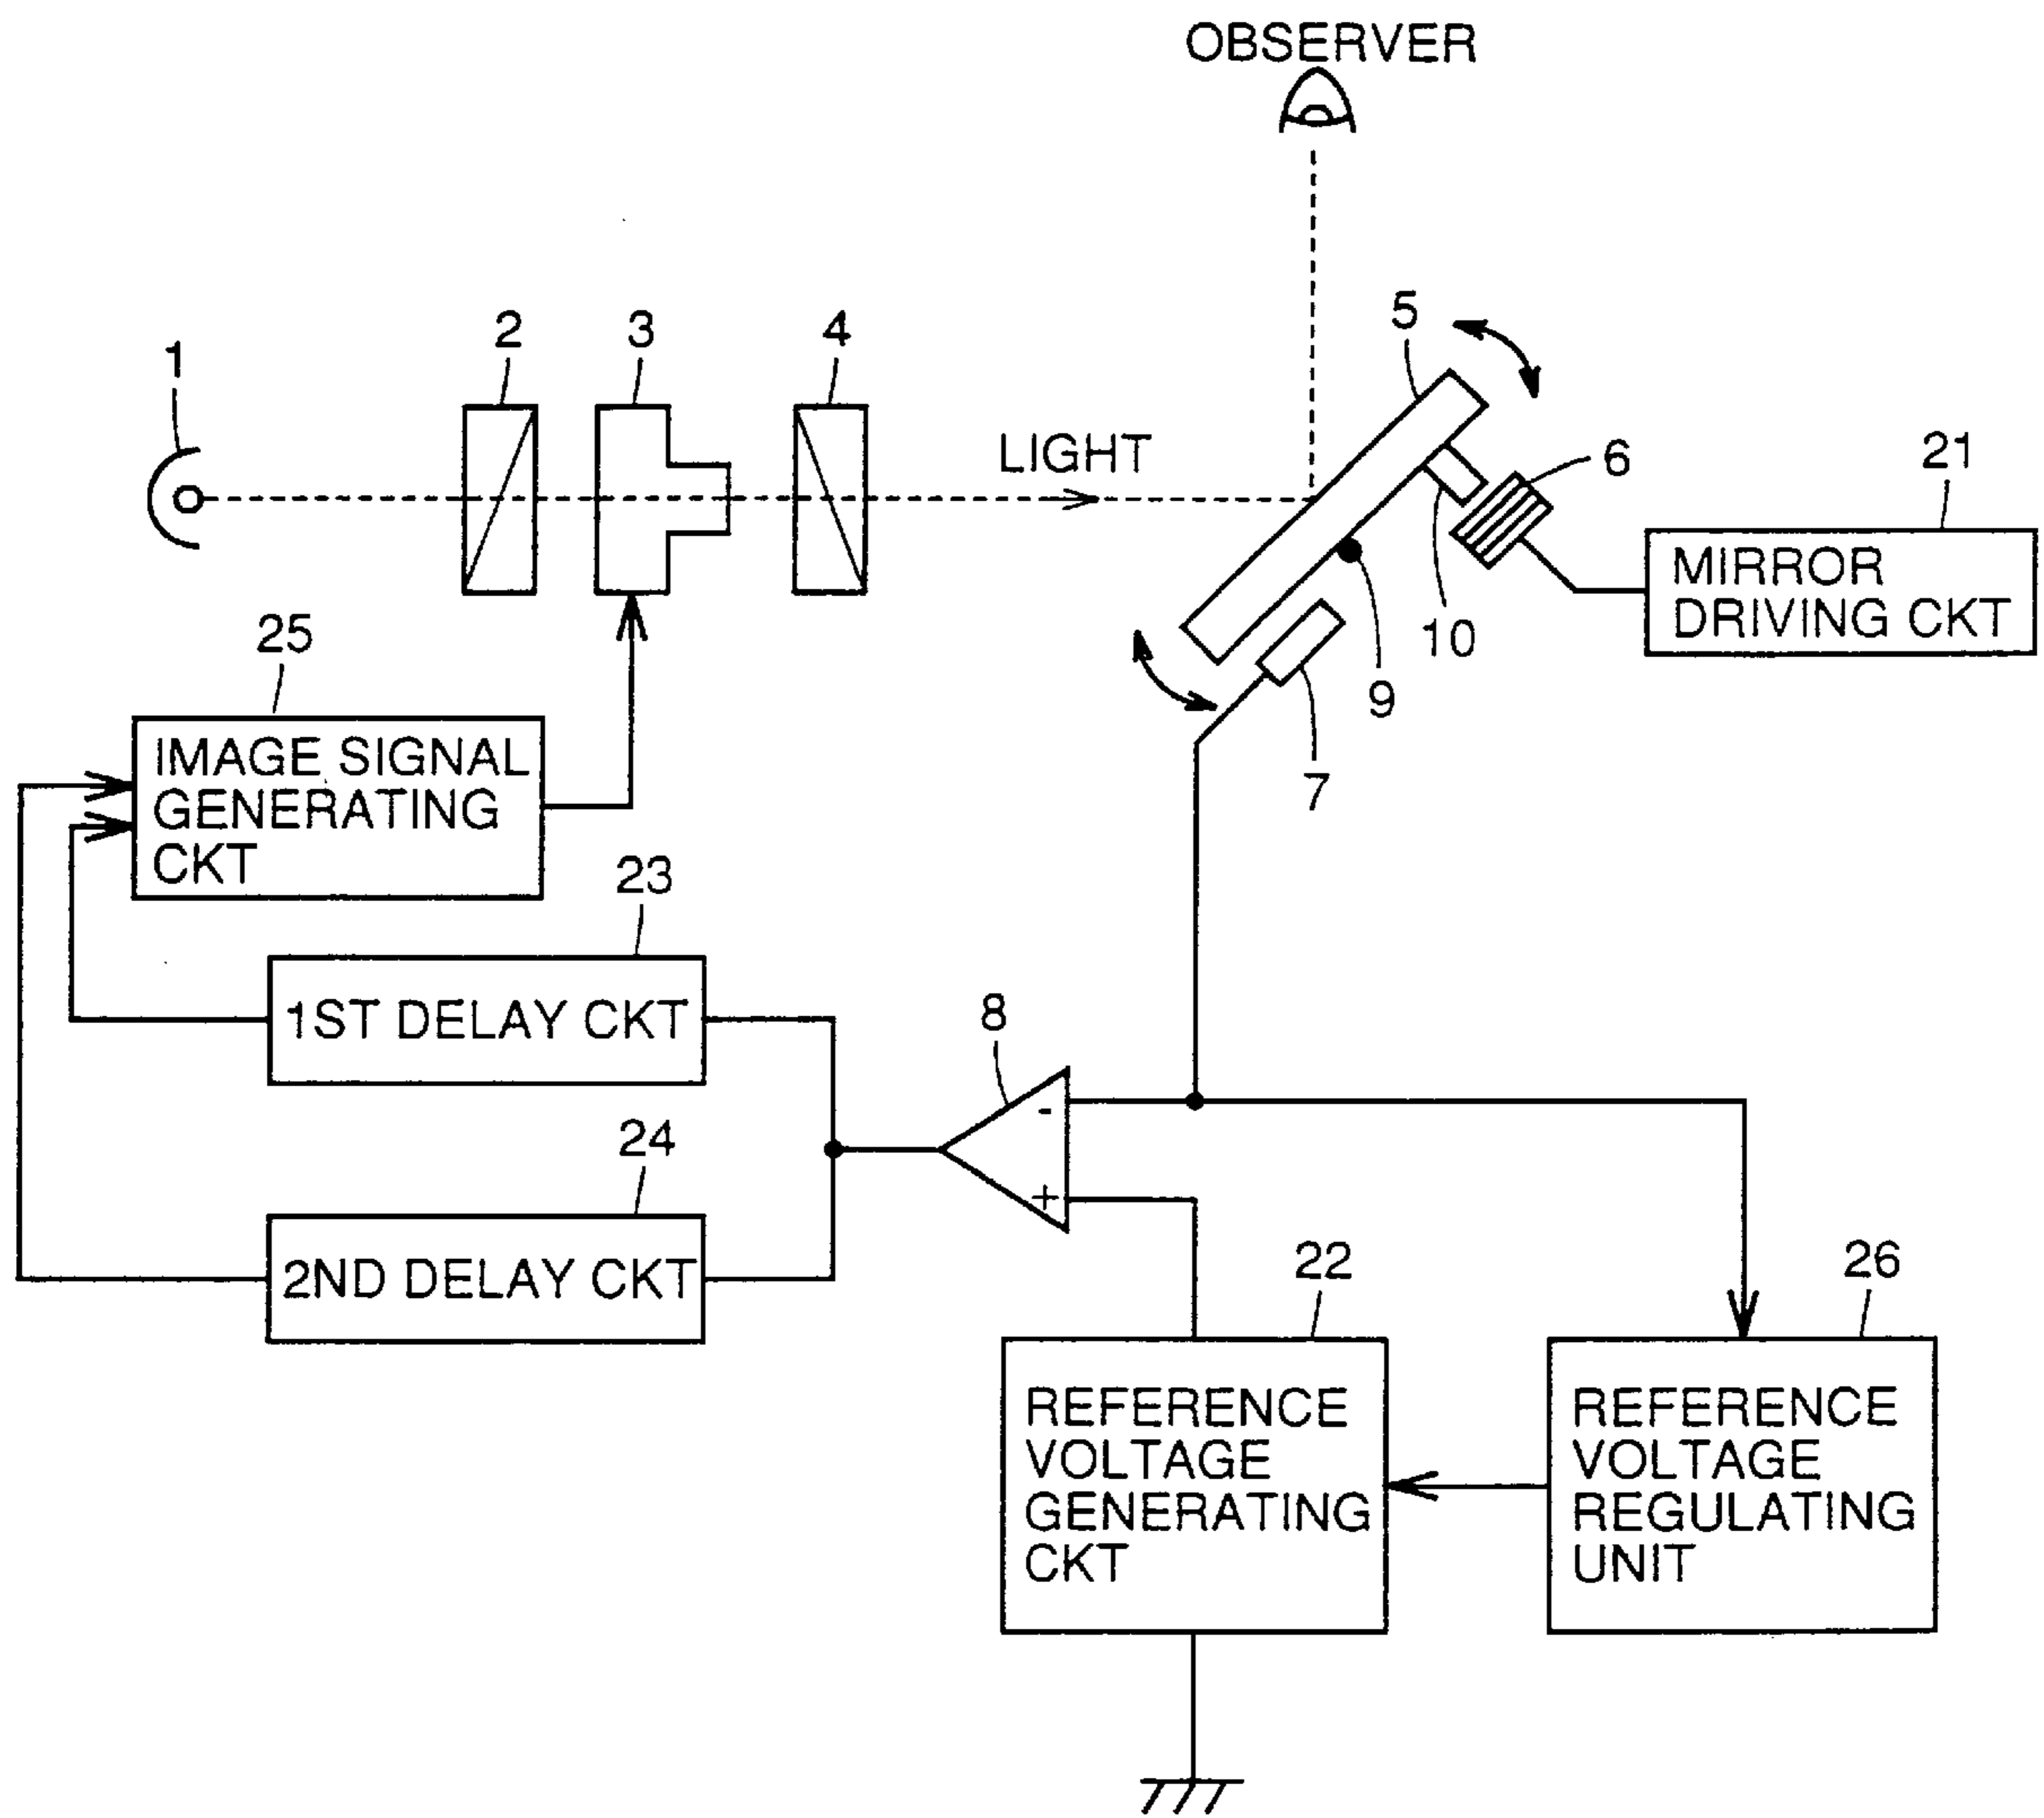 OBSERVER
1
2
3
4
5
LIGHT
6
21
MIRROR
DRIVING CKT
10
9
7
25
IMAGE SIGNAL
GENERATING
CKT
23
1ST DELAY CKT
8
-
+
24
2ND DELAY CKT
22
REFERENCE
VOLTAGE
GENERATING
CKT
26
REFERENCE
VOLTAGE
REGULATING
UNIT